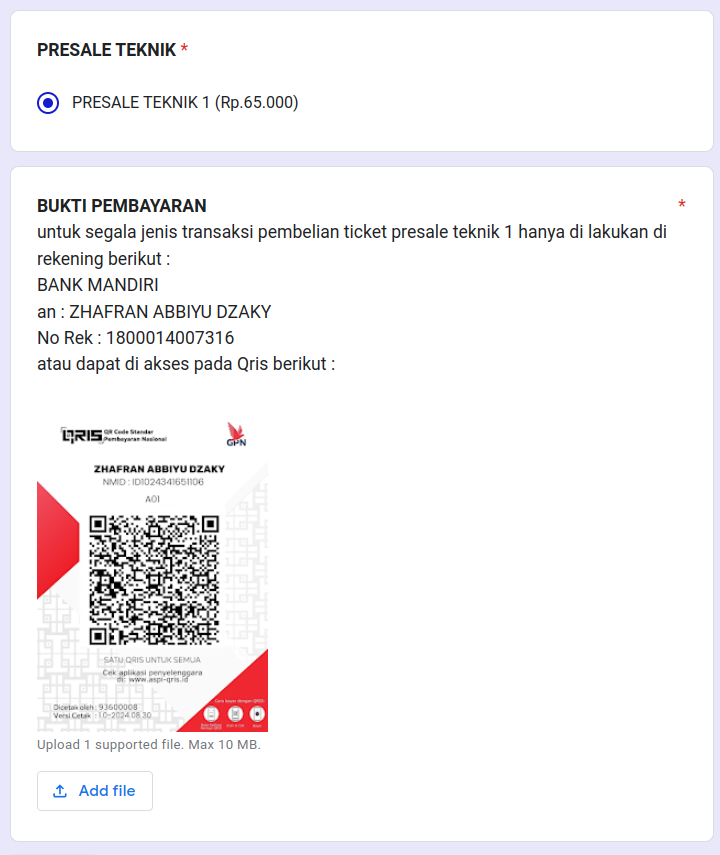 PRESALE TEKNIK *
PRESALE TEKNIK 1 (Rp.65.000)
BUKTI PEMBAYARAN *
untuk segala jenis transaksi pembelian ticket presale teknik 1 hanya di lakukan di
rekening berikut :
BANK MANDIRI
an : ZHAFRAN ABBIYU DZAKY
No Rek : 1800014007316
atau dapat di akses pada Qris berikut :
QRIS QR Code Standar
Pembayaran Nasional
GPN
ZHAFRAN ABBIYU DZAKY
NMID : ID1024341651106
A01
SATU QRIS UNTUK SEMUA
Cek aplikasi penyelenggara
di: www.aspi-qris.id
Dicetak oleh : 93600008
Versi Cetak : 1.0-2024.08.30
Upload 1 supported file. Max 10 MB.
Add file